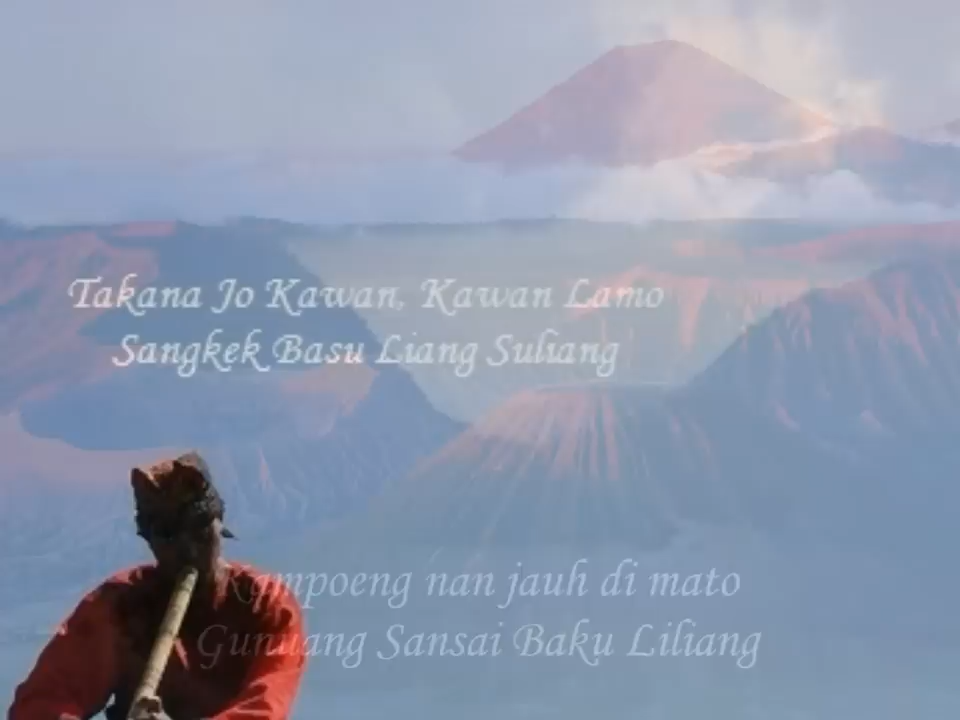 Takana Jo Kawan, Kawan Lamo
Sangkek Basu Liang Suliang
Kampoeng nan jauh di mato
Gunuang Sansai Baku Liliang